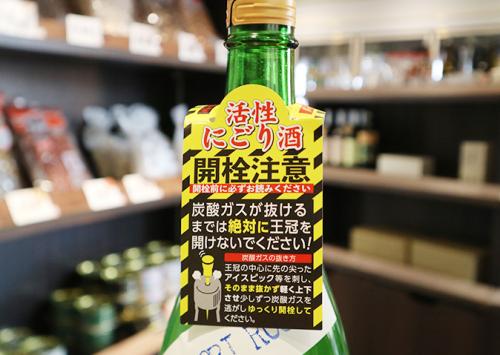 活性
にごり酒
開栓注意
開栓前に必ずお読みください
炭酸ガスが抜ける
までは絶対に王冠を
開けないでください!
炭酸ガスの抜き方
王冠の中心に先の尖った
アイスピック等を刺し、
そのまま抜かず軽く上下
させ少しずつ炭酸ガスを
逃がしゆっくり開栓して
ください。